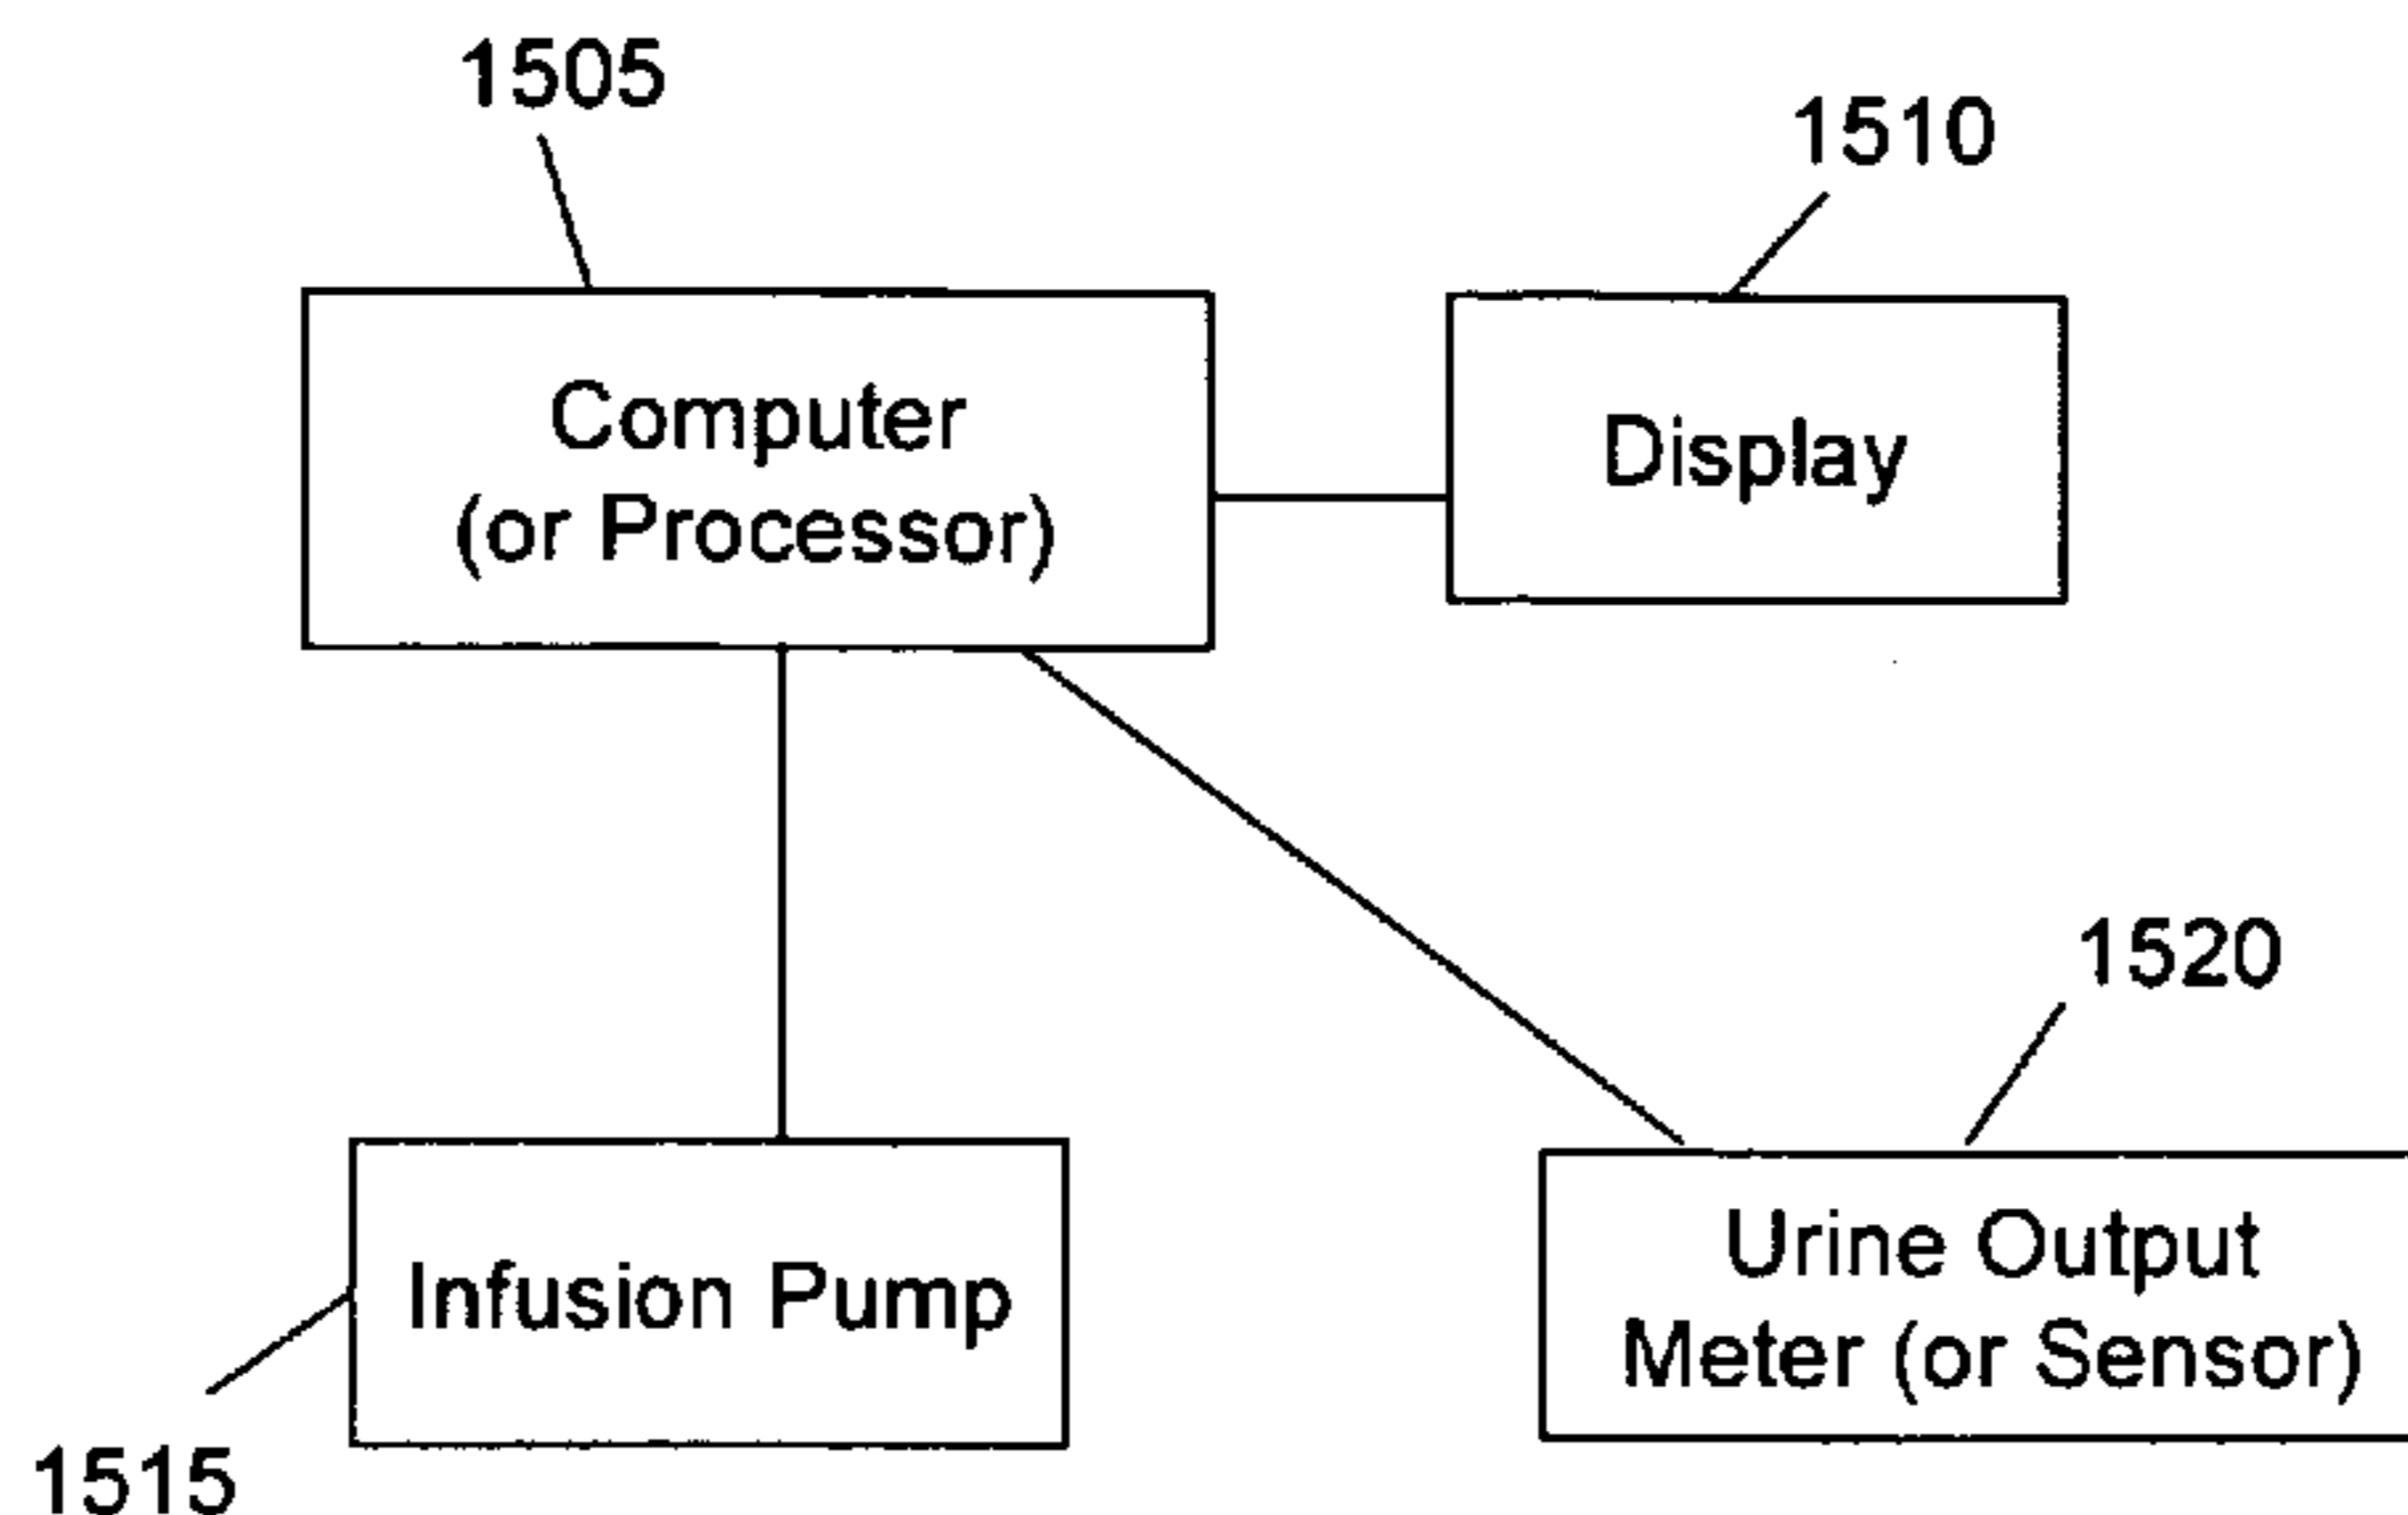 1505
1510
Computer
(or Processor)
Display
1520
Infusion Pump
Urine Output
Meter (or Sensor)
1515